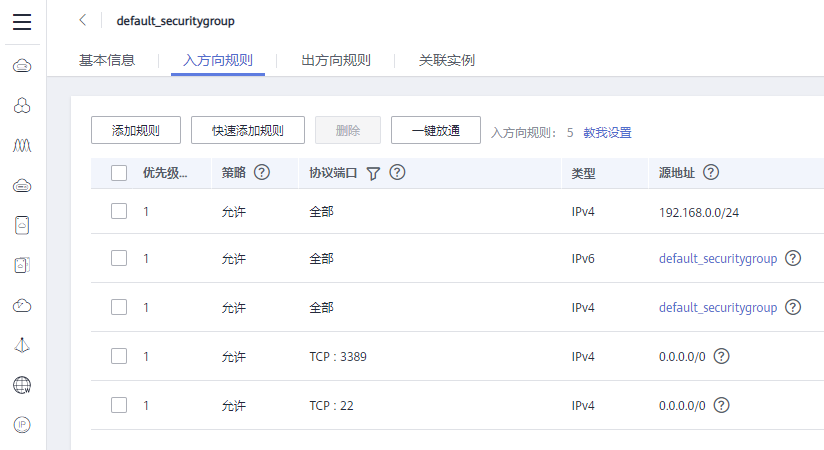 default_securitygroup
基本信息 入方向规则 出方向规则 关联实例
添加规则 快速添加规则 删除 一键放通 入方向规则： 5 教我设置
优先级... 策略 ? 协议端口 ? 类型 源地址 ?
1 允许 全部 IPv4 192.168.0.0/24
1 允许 全部 IPv6 default_securitygroup ?
1 允许 全部 IPv4 default_securitygroup ?
1 允许 TCP : 3389 IPv4 0.0.0.0/0 ?
1 允许 TCP : 22 IPv4 0.0.0.0/0 ?
IP